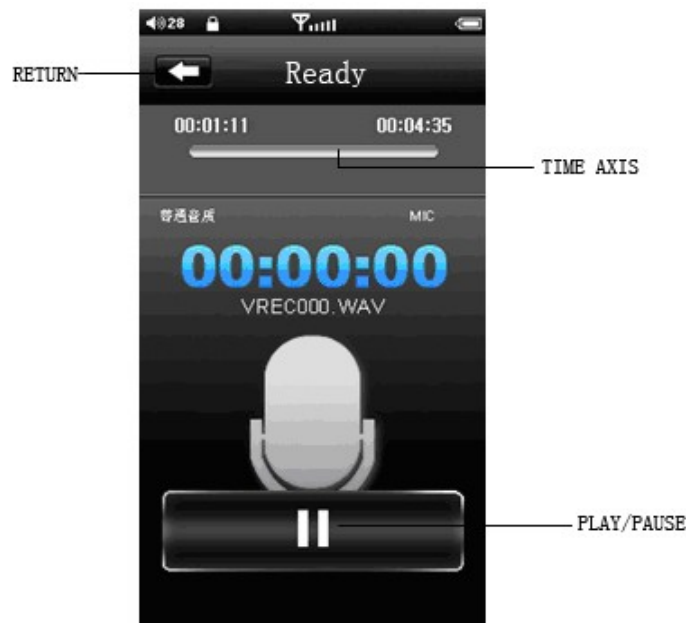 28
RETURN
Ready
00:01:11 00:04:35
TIME AXIS
普通音质 MIC
00:00:00
VREC000.WAV
PLAY/PAUSE